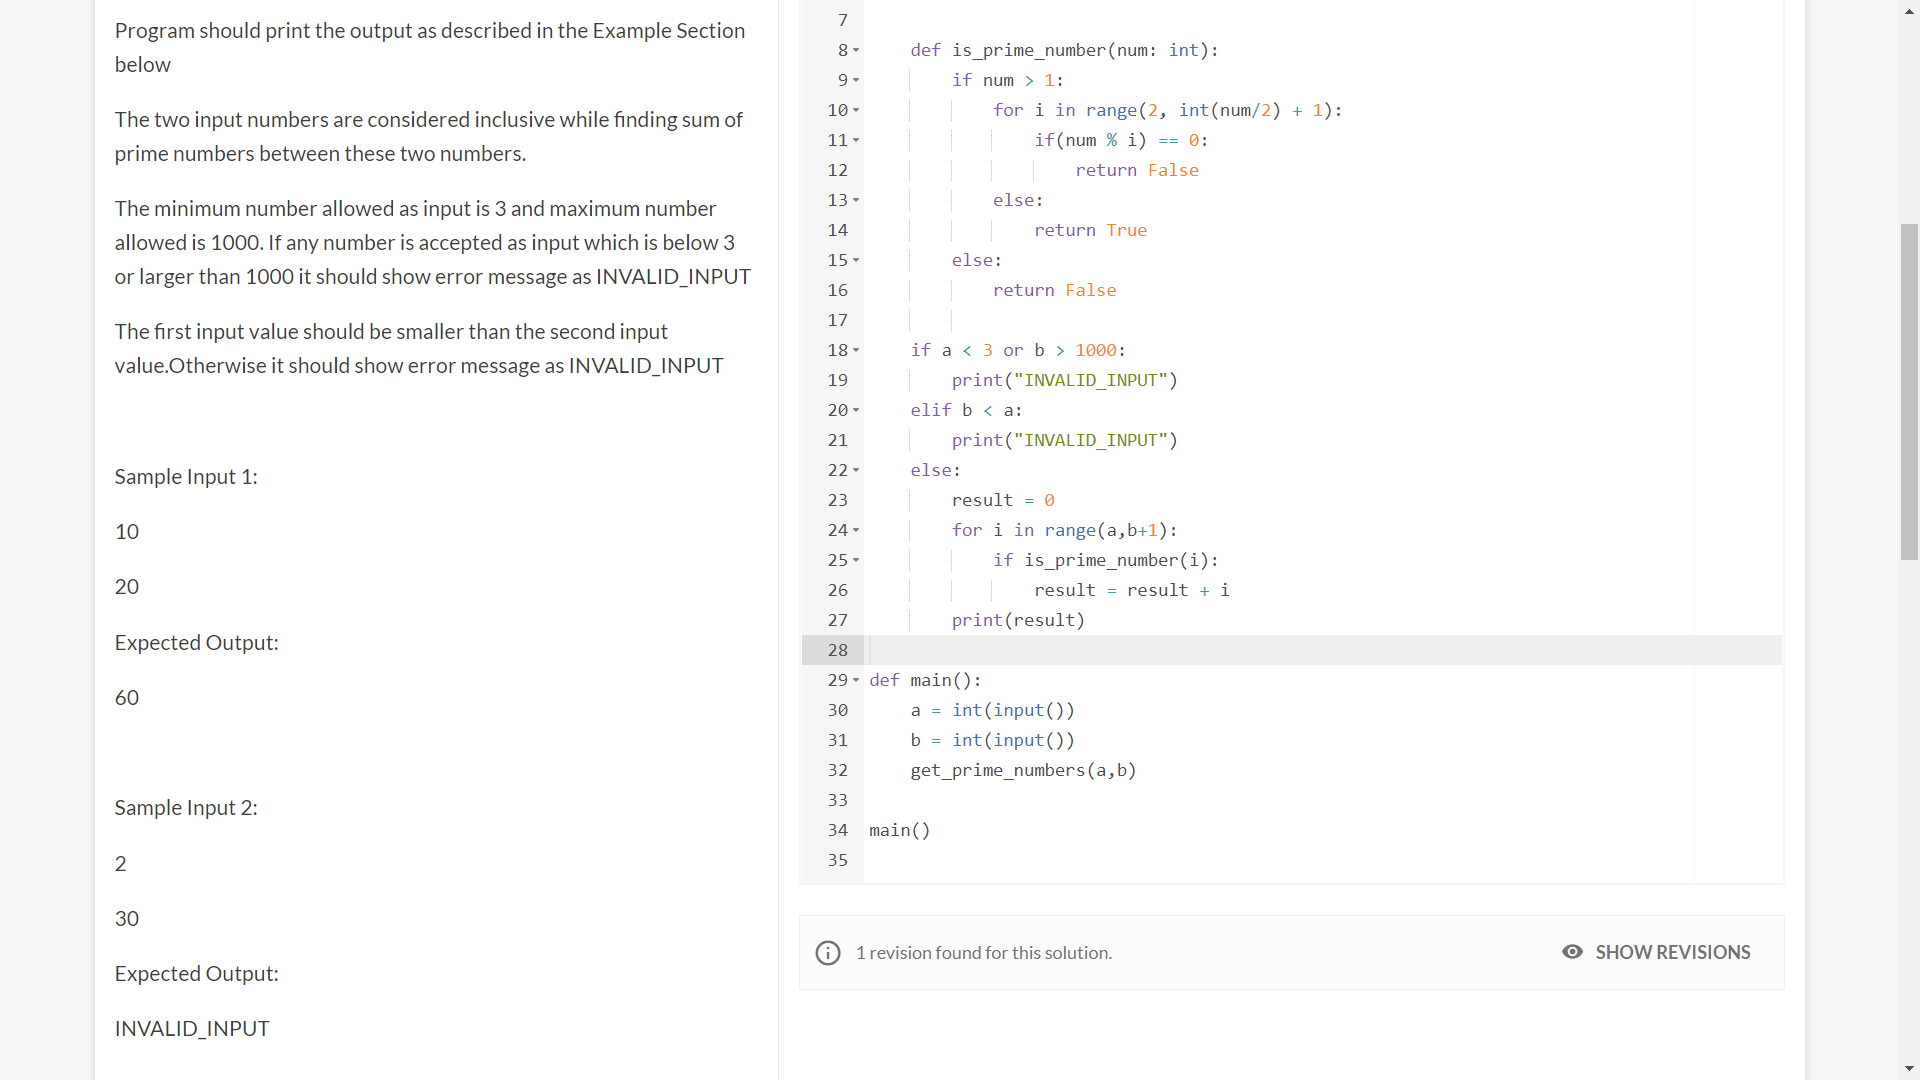 Program should print the output as described in the Example Section
below
The two input numbers are considered inclusive while finding sum of
prime numbers between these two numbers.
The minimum number allowed as input is 3 and maximum number
allowed is 1000. If any number is accepted as input which is below 3
or larger than 1000 it should show error message as INVALID_INPUT
The first input value should be smaller than the second input
value.Otherwise it should show error message as INVALID_INPUT
Sample Input 1:
10
20
Expected Output:
60
Sample Input 2:
2
30
Expected Output:
INVALID_INPUT
7
8 def is_prime_number(num: int):
9 if num > 1:
10 for i in range(2, int(num/2) + 1):
11 if(num % i) == 0:
12 return False
13 else:
14 return True
15 else:
16 return False
17
18 if a < 3 or b > 1000:
19 print("INVALID_INPUT")
20 elif b < a:
21 print("INVALID_INPUT")
22 else:
23 result = 0
24 for i in range(a,b+1):
25 if is_prime_number(i):
26 result = result + i
27 print(result)
28
29 def main():
30 a = int(input())
31 b = int(input())
32 get_prime_numbers(a,b)
33
34 main()
35
1 revision found for this solution.
SHOW REVISIONS